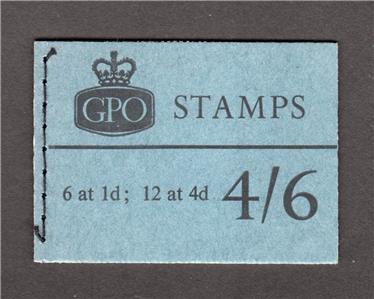 GPO STAMPS
6 at 1d; 12 at 4d 4/6